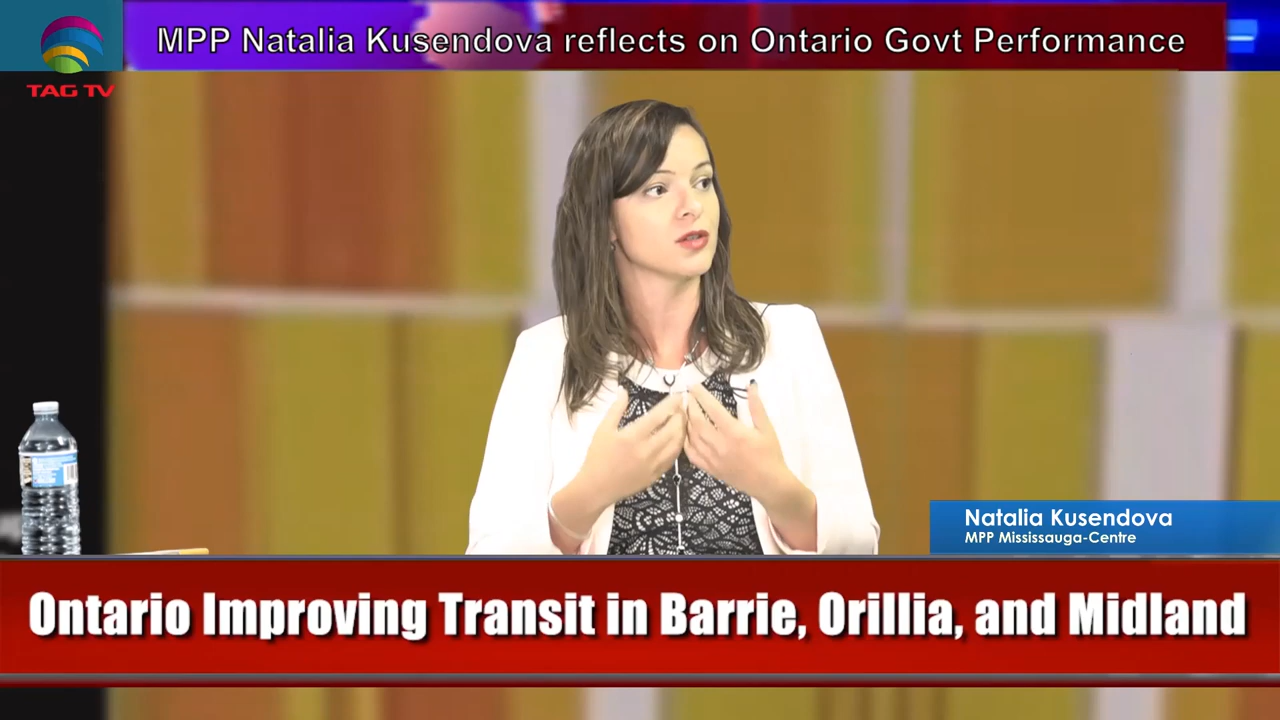 MPP Natalia Kusendova reflects on Ontario Govt Performance
TAG TV
Natalia Kusendova
MPP Mississauga-Centre
Ontario Improving Transit in Barrie, Orillia, and Midland